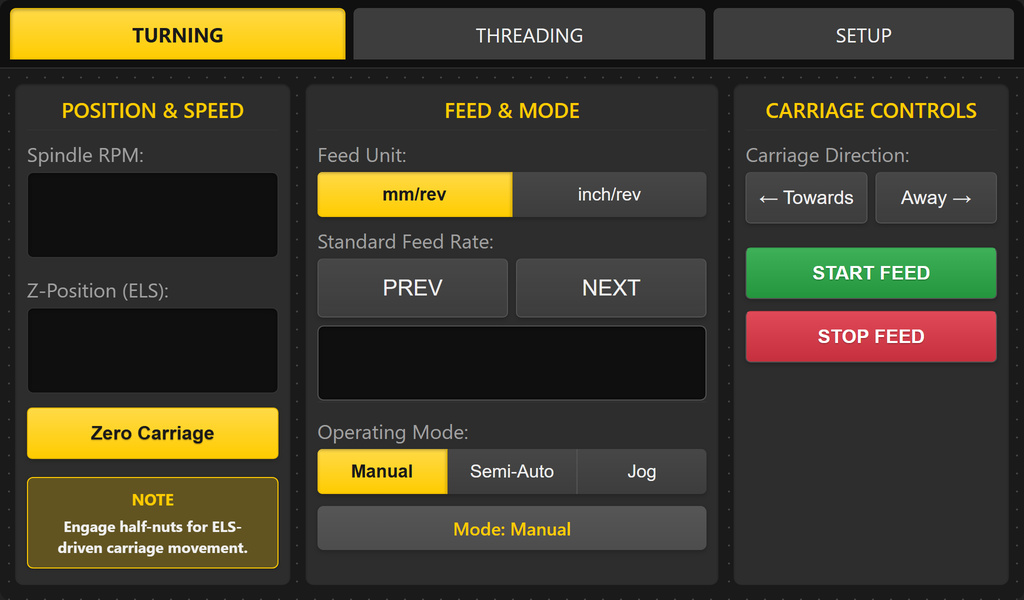 TURNING
THREADING
SETUP
POSITION & SPEED
Spindle RPM:
Z-Position (ELS):
Zero Carriage
NOTE
Engage half-nuts for ELS-
driven carriage movement.
FEED & MODE
Feed Unit:
mm/rev
inch/rev
Standard Feed Rate:
PREV
NEXT
Operating Mode:
Manual
Semi-Auto
Jog
Mode: Manual
CARRIAGE CONTROLS
Carriage Direction:
← Towards
Away →
START FEED
STOP FEED